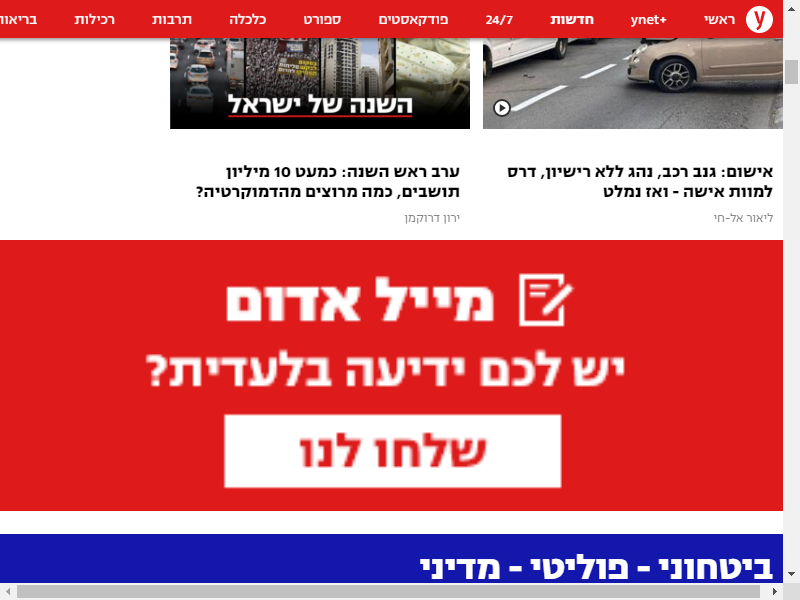 ראשי
ynet+
חדשות
24/7
פודקאסטים
ספורט
כלכלה
תרבות
רכילות
השנה של ישראל
אישום: גנב רכב, נהג ללא רישיון, דרס
למוות אישה - ואז נמלט
ליאור אל-חי
ערב ראש השנה: כמעט 10 מיליון
תושבים, כמה מרוצים מהדמוקרטיה?
ירון דרוקמן
מייל אדום
יש לכם ידיעה בלעדית?
שלחו לנו
ביטחוני - פוליטי - מדיני